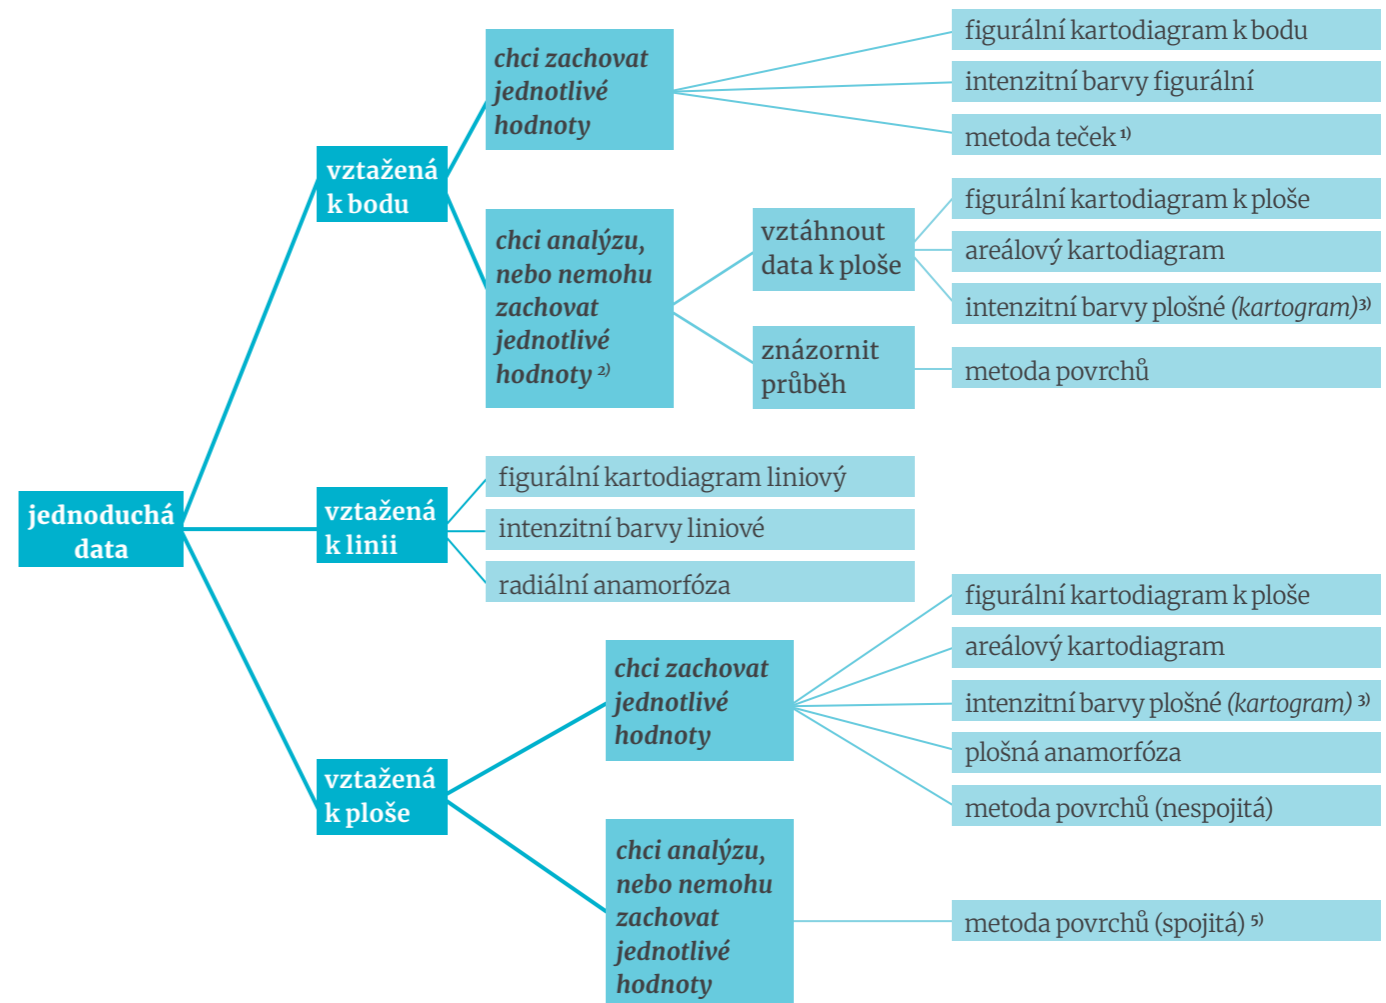 jednoduchá
data
vztažená
k bodu
chci zachovat
jednotlivé
hodnoty
figurální kartodiagram k bodu
intenzitní barvy figurální
metoda teček ¹⁾
chci analýzu,
nebo nemohu
zachovat
jednotlivé
hodnoty ²⁾
vztáhnout
data k ploše
figurální kartodiagram k ploše
areálový kartodiagram
intenzitní barvy plošné (kartogram)³⁾
znázornit
průběh
metoda povrchů
vztažená
k linii
figurální kartodiagram liniový
intenzitní barvy liniové
radiální anamorfóza
vztažená
k ploše
chci zachovat
jednotlivé
hodnoty
figurální kartodiagram k ploše
areálový kartodiagram
intenzitní barvy plošné (kartogram) ³⁾
plošná anamorfóza
metoda povrchů (nespojitá)
chci analýzu,
nebo nemohu
zachovat
jednotlivé
hodnoty
metoda povrchů (spojitá) ⁵⁾